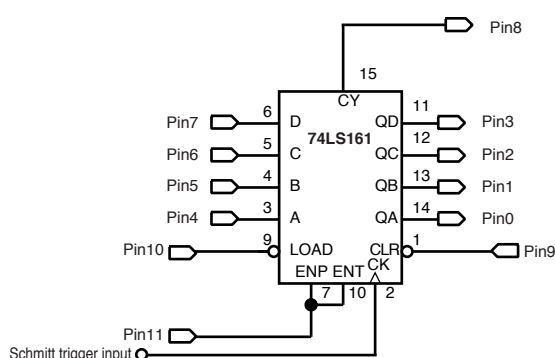 Pin8
15
CY
Pin7 6 D 74LS161 QD 11 Pin3
Pin6 5 C QC 12 Pin2
Pin5 4 B QB 13 Pin1
Pin4 3 A QA 14 Pin0
Pin10 9 LOAD CLR 1 Pin9
ENP ENT CK
7 10 2
Pin11
Schmitt trigger input